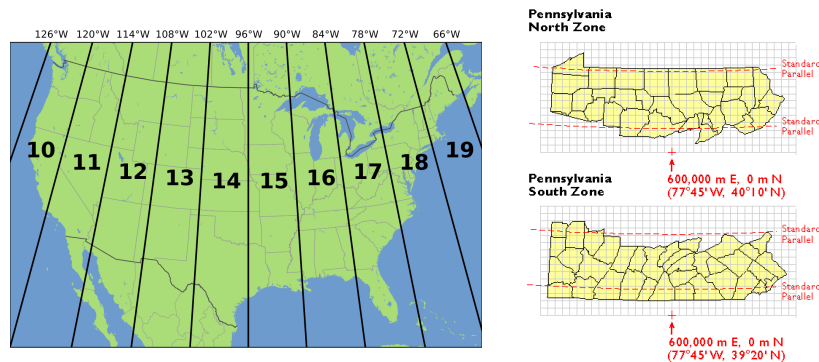 126°W 120°W 114°W 108°W 102°W 96°W 90°W 84°W 78°W 72°W 66°W
10 11 12 13 14 15 16 17 18 19
Pennsylvania
North Zone
Standard
Parallel
Standard
Parallel
600,000 m E, 0 m N
(77°45' W, 40°10' N)
Pennsylvania
South Zone
Standard
Parallel
Standard
Parallel
600,000 m E, 0 m N
(77°45' W, 39°20' N)